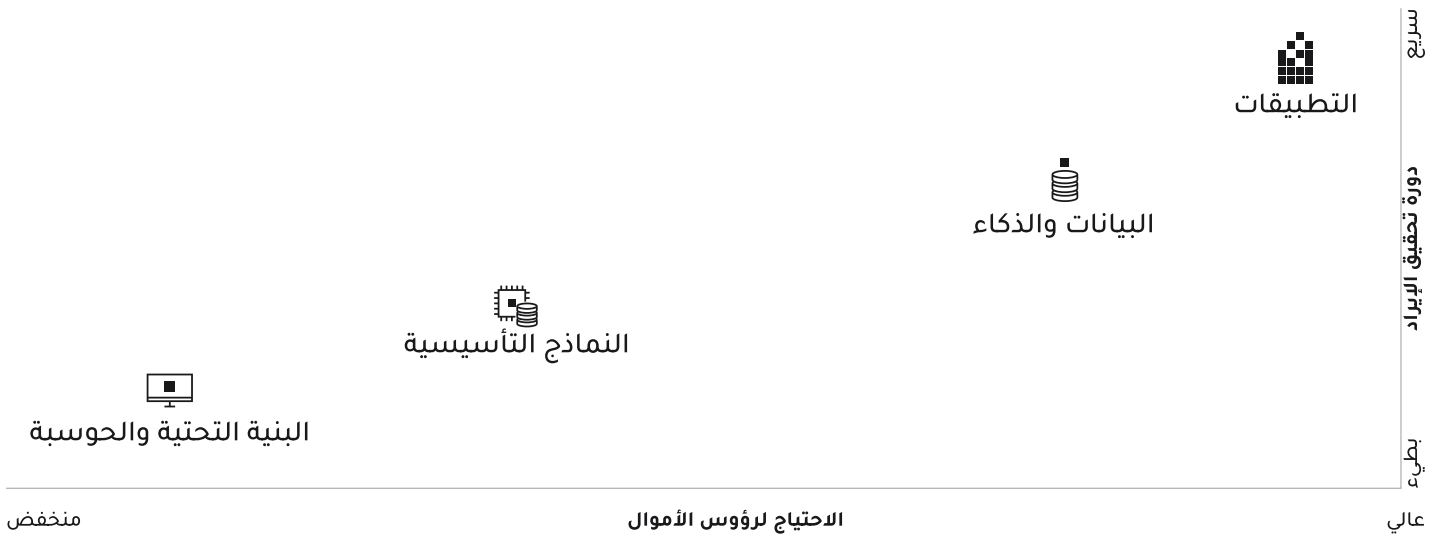 سريع
التطبيقات
دورة تحقيق الإيراد
البيانات والذكاء
النماذج التأسيسية
البنية التحتية والحوسبة
بطيء
عالي
الاحتياج لرؤوس الأموال
منخفض